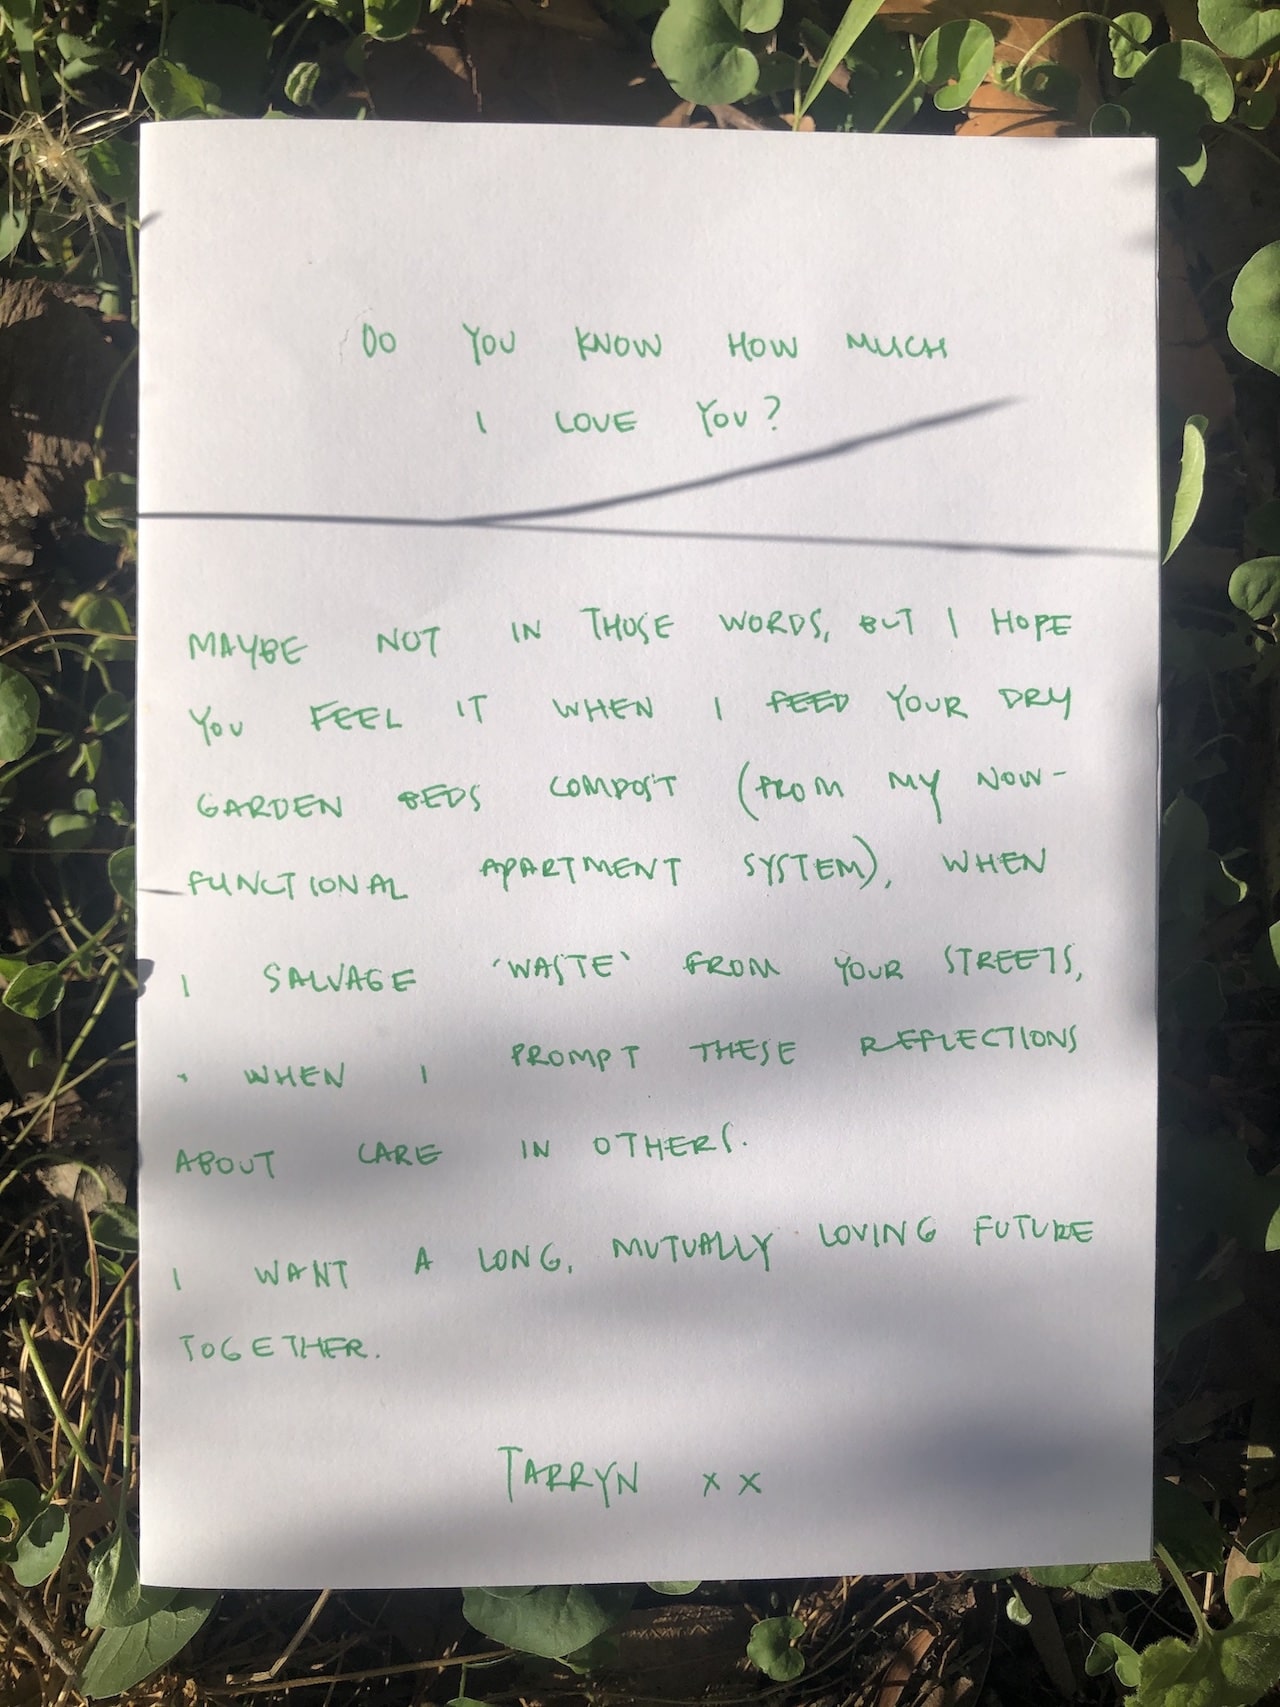 DO YOU KNOW HOW MUCH
I LOVE YOU?
MAYBE NOT IN THOSE WORDS, BUT I HOPE
YOU FEEL IT WHEN I FEED YOUR DRY
GARDEN BEDS COMPOST (FROM MY NOW-
FUNCTIONAL APARTMENT SYSTEM), WHEN
I SALVAGE 'WASTE' FROM YOUR STREETS,
+ WHEN I PROMPT THESE REFLECTIONS
ABOUT CARE IN OTHERS.
I WANT A LONG, MUTUALLY LOVING FUTURE
TOGETHER.
TARRYN x x